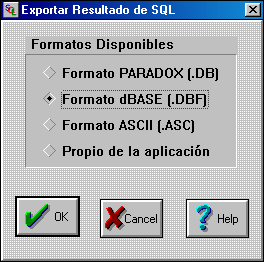 Exportar Resultado de SQL
Formatos Disponibles
Formato PARADOX (.DB)
Formato dBASE (.DBF)
Formato ASCII (.ASC)
Propio de la aplicación
OK Cancel Help